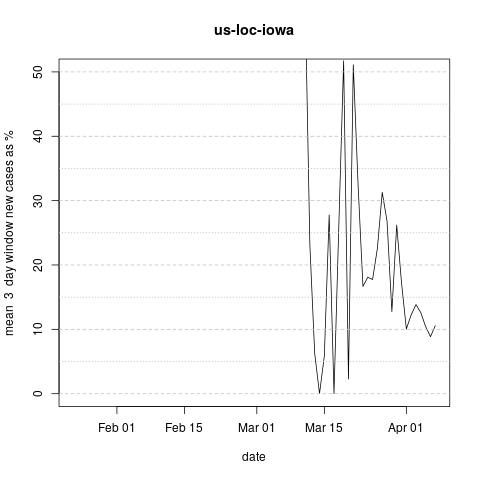 us-loc-iowa
mean  3  day window new cases as %
50
40
30
20
10
0
Feb 01
Feb 15
Mar 01
Mar 15
Apr 01
date